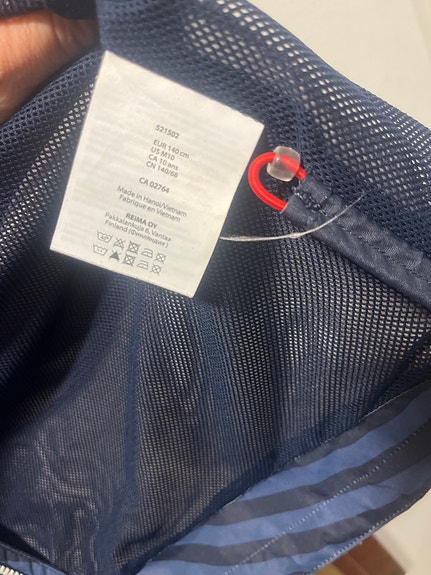 521502
EUR 140 cm
US M10
CA 10 ans
CN 140/68
CA 02764
Made in Hanoi/Vietnam
Fabriqué en Vietnam
REIMA OY
Pakkalankuja 6, Vantaa
Finland (Финляндия)